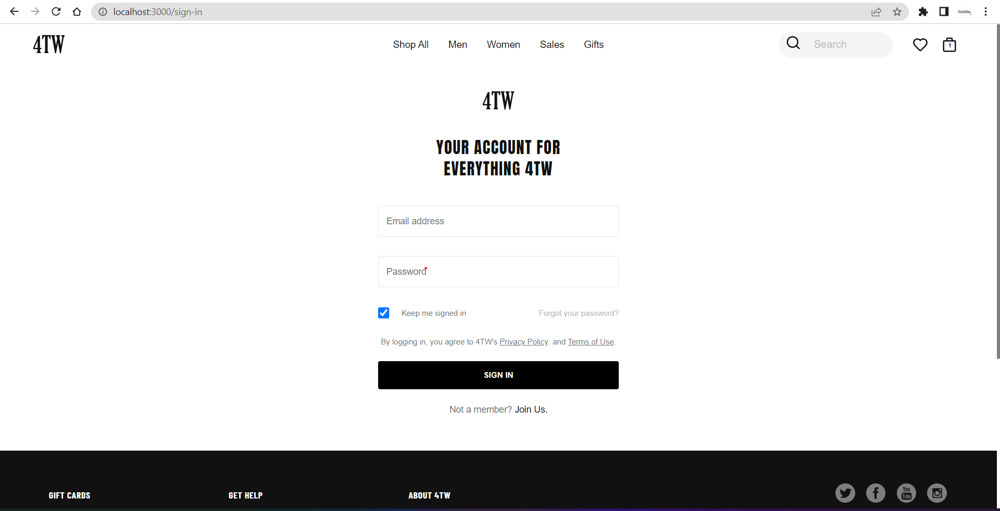 localhost:3000/sign-in
4TW
Shop All Men Women Sales Gifts
Search
1
4TW
YOUR ACCOUNT FOR
EVERYTHING 4TW
Email address
Password
Keep me signed in Forgot your password?
By logging in, you agree to 4TW's Privacy Policy and Terms of Use.
SIGN IN
Not a member? Join Us.
GIFT CARDS GET HELP ABOUT 4TW
You
Tube